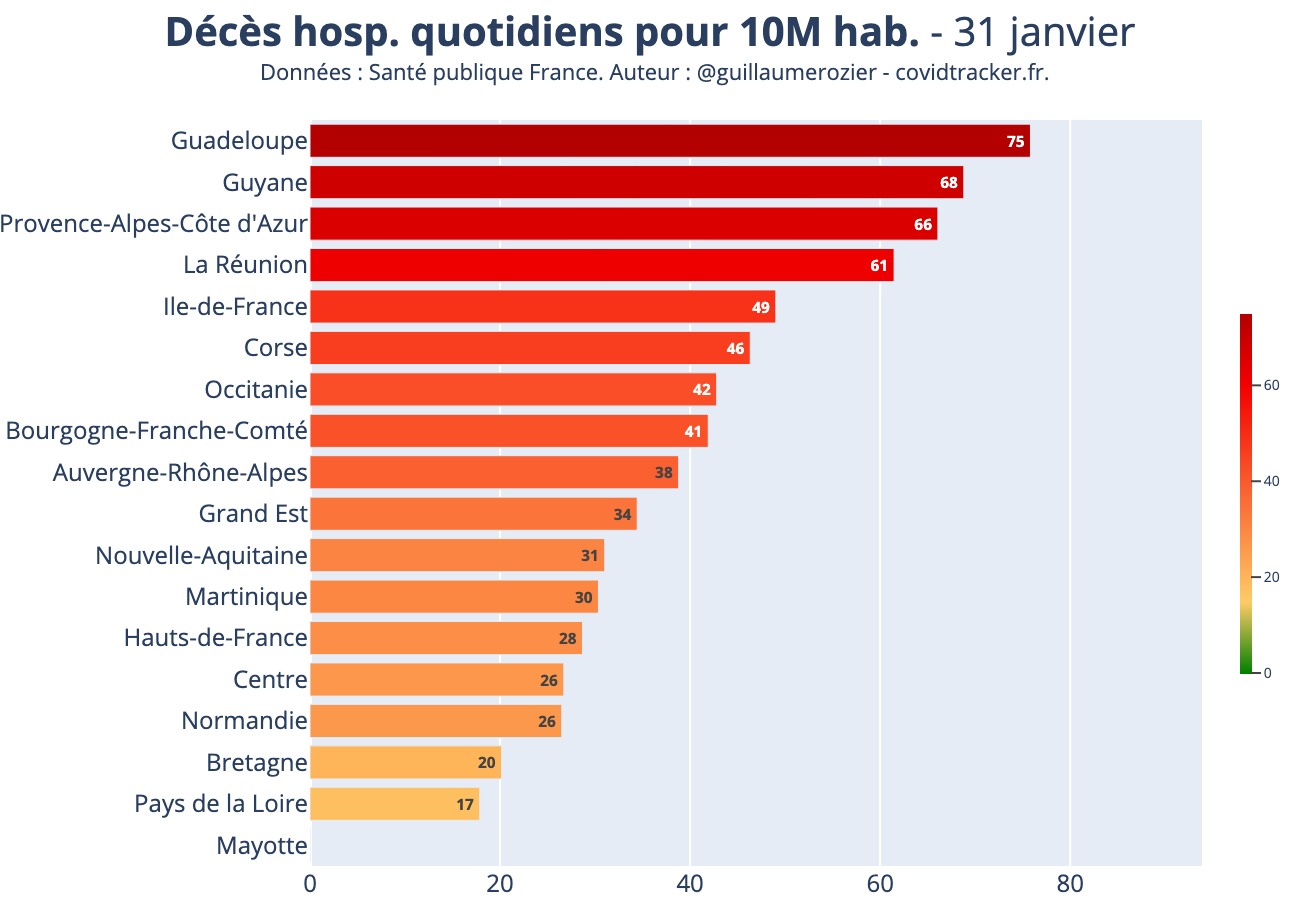 Décès hosp. quotidiens pour 10M hab. - 31 janvier
Données : Santé publique France. Auteur : @guillaumerozier - covidtracker.fr.
Guadeloupe 75
Guyane 68
Provence-Alpes-Côte d'Azur 66
La Réunion 61
Ile-de-France 49
Corse 46
Occitanie 42
Bourgogne-Franche-Comté 41
Auvergne-Rhône-Alpes 38
Grand Est 34
Nouvelle-Aquitaine 31
Martinique 30
Hauts-de-France 28
Centre 26
Normandie 26
Bretagne 20
Pays de la Loire 17
Mayotte
0 20 40 60 80
60
40
20
0